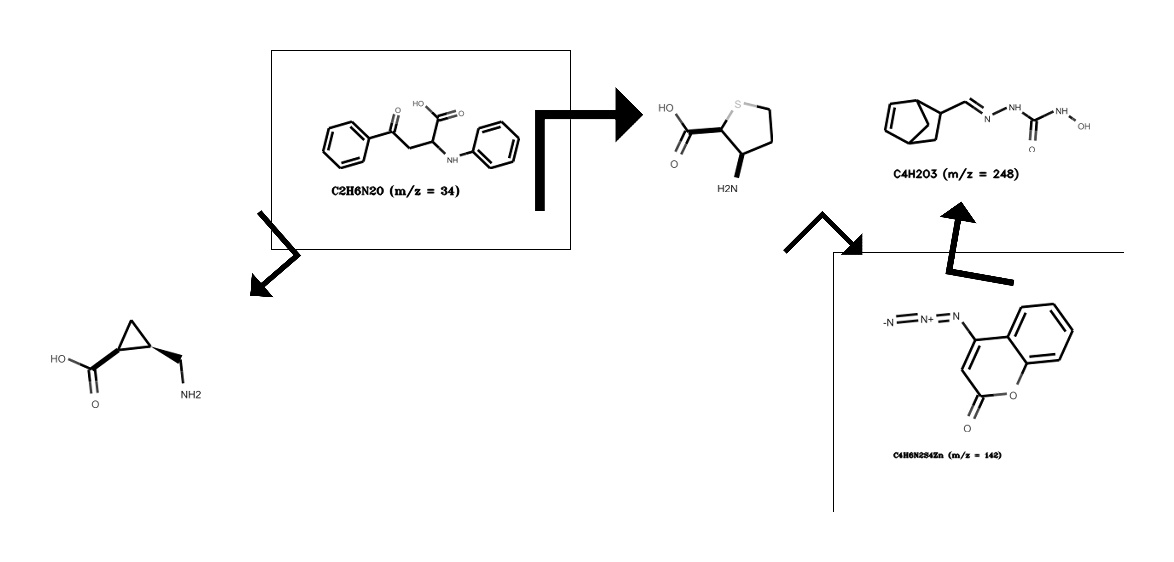 HO
O
O
NH
C2H6N2O (m/z = 34)
HO
S
O
H2N
N
NH
O
NH
OH
C4H2O3 (m/z = 248)
HO
O
NH2
-N
N+
N
O
O
C4H6N2S4Zn (m/z = 142)